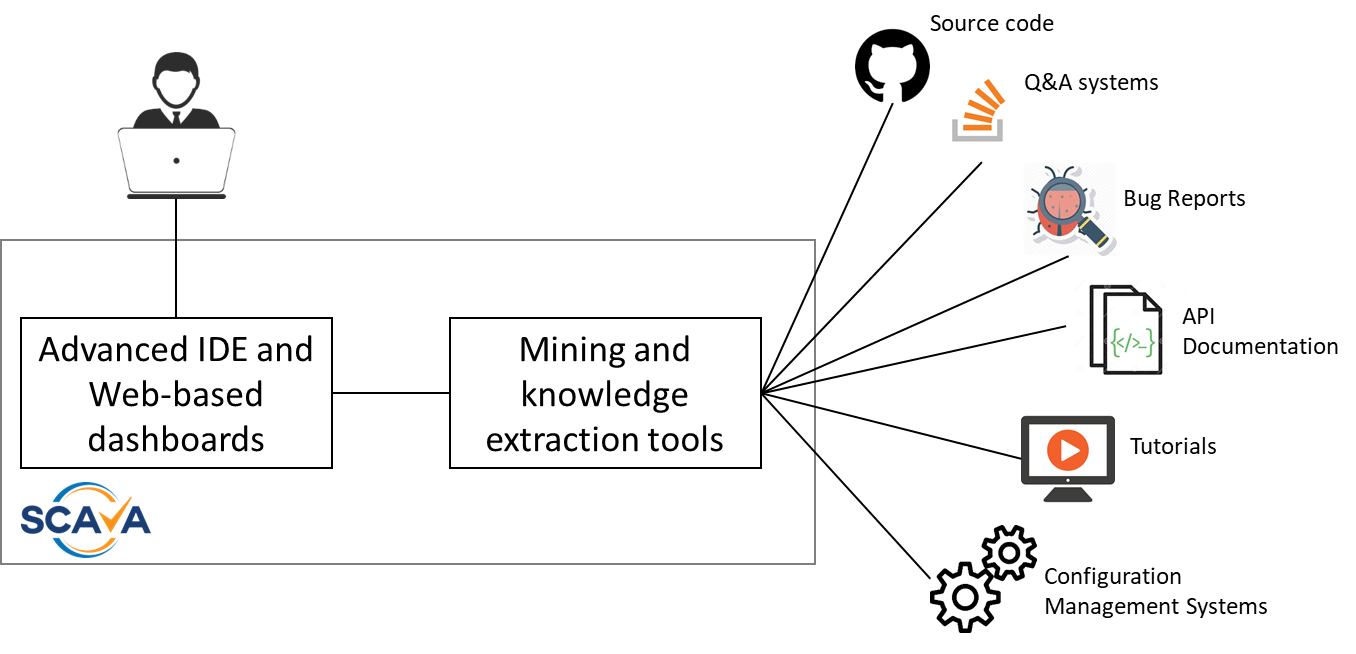 Source code
Q&A systems
Bug Reports
API
Documentation
Advanced IDE and
Web-based
dashboards
Mining and
knowledge
extraction tools
Tutorials
SCAVA
Configuration
Management Systems